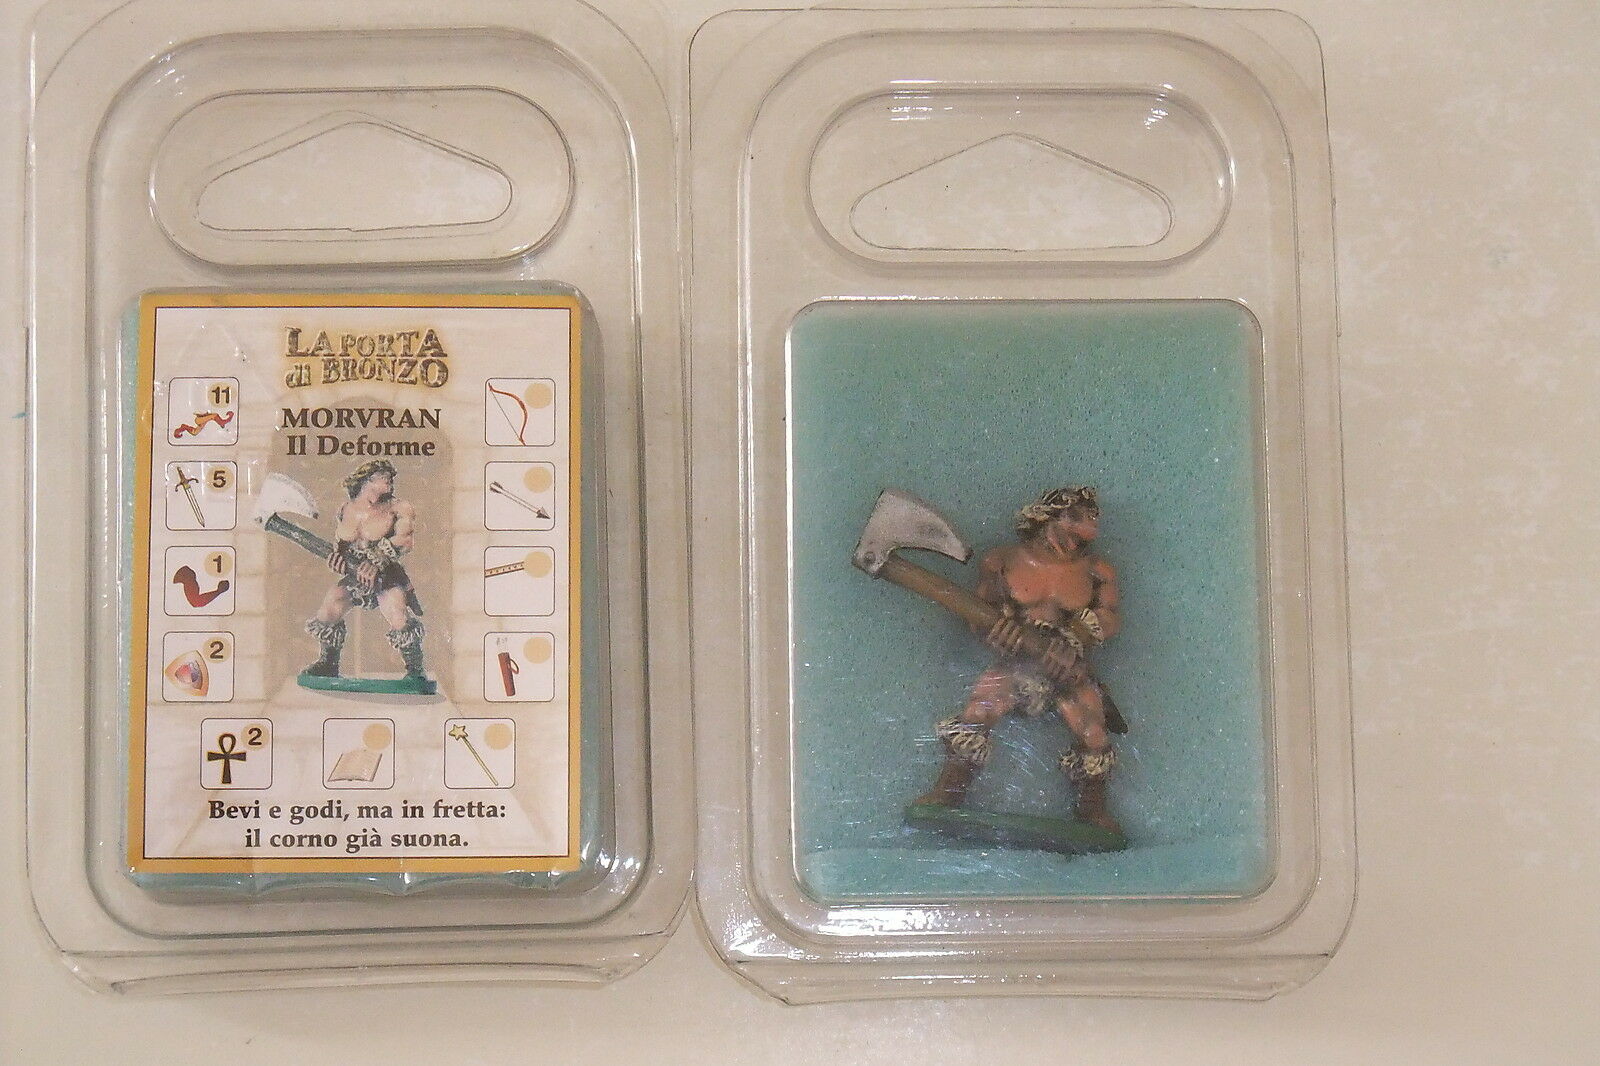 LA PORTA
di BRONZO
MORVRAN
Il Deforme
11
5
1
2
2
Bevi e godi, ma in fretta:
il corno già suona.